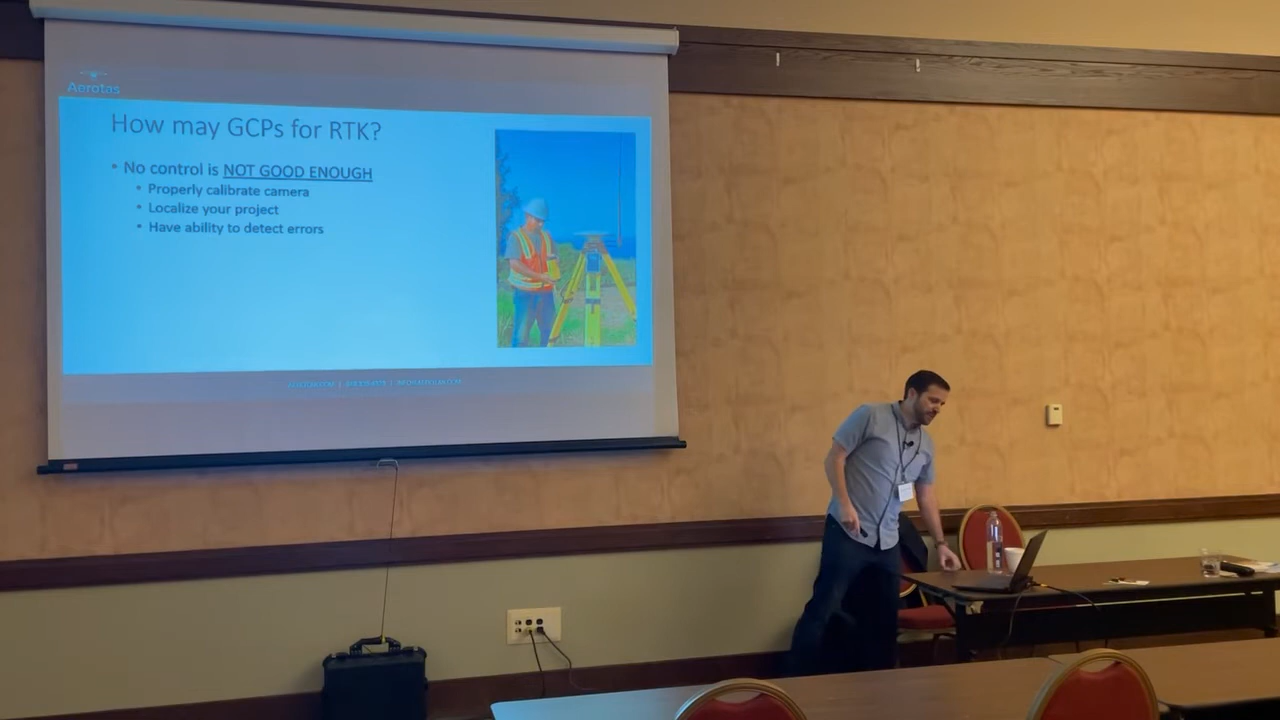 Aerotas
How may GCPs for RTK?
• No control is NOT GOOD ENOUGH
• Properly calibrate camera
• Localize your project
• Have ability to detect errors